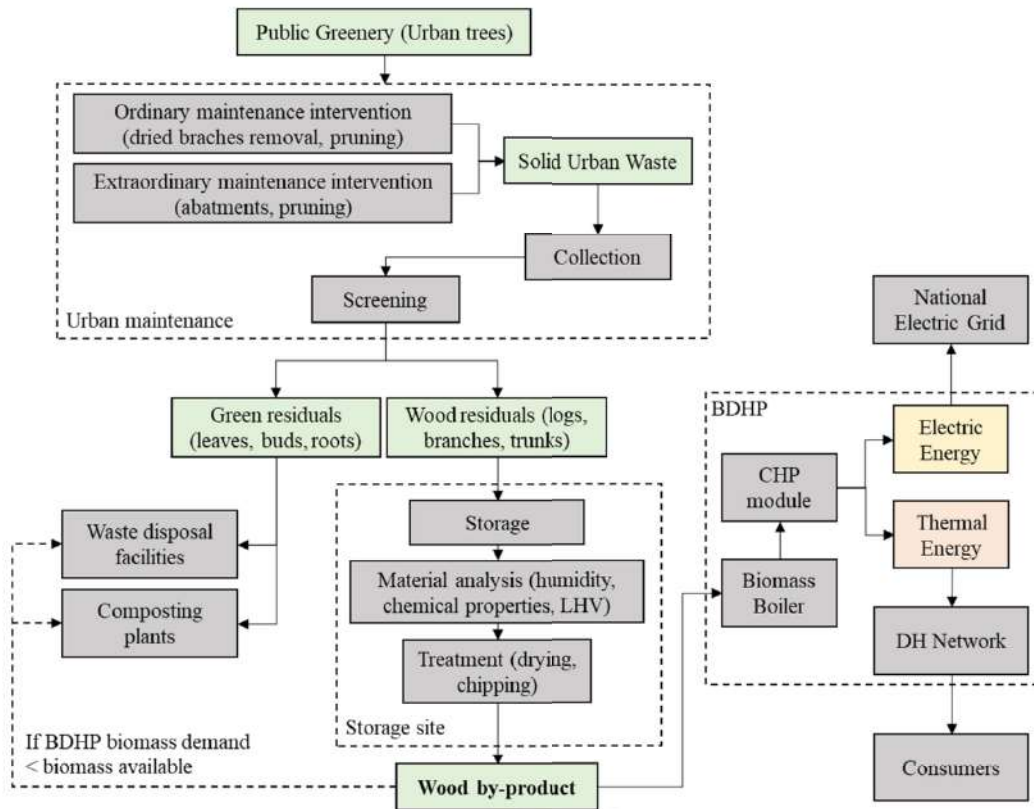 Public Greenery (Urban trees)
Ordinary maintenance intervention
(dried braches removal, pruning)
Extraordinary maintenance intervention
(abatments, pruning)
Solid Urban Waste
Collection
Screening
Urban maintenance
Green residuals
(leaves, buds, roots)
Wood residuals (logs,
branches, trunks)
Waste disposal
facilities
Composting
plants
Storage
Material analysis (humidity,
chemical properties, LHV)
Treatment (drying,
chipping)
Storage site
If BDHP biomass demand
< biomass available
Wood by-product
National
Electric Grid
BDHP
Electric
Energy
CHP
module
Thermal
Energy
Biomass
Boiler
DH Network
Consumers